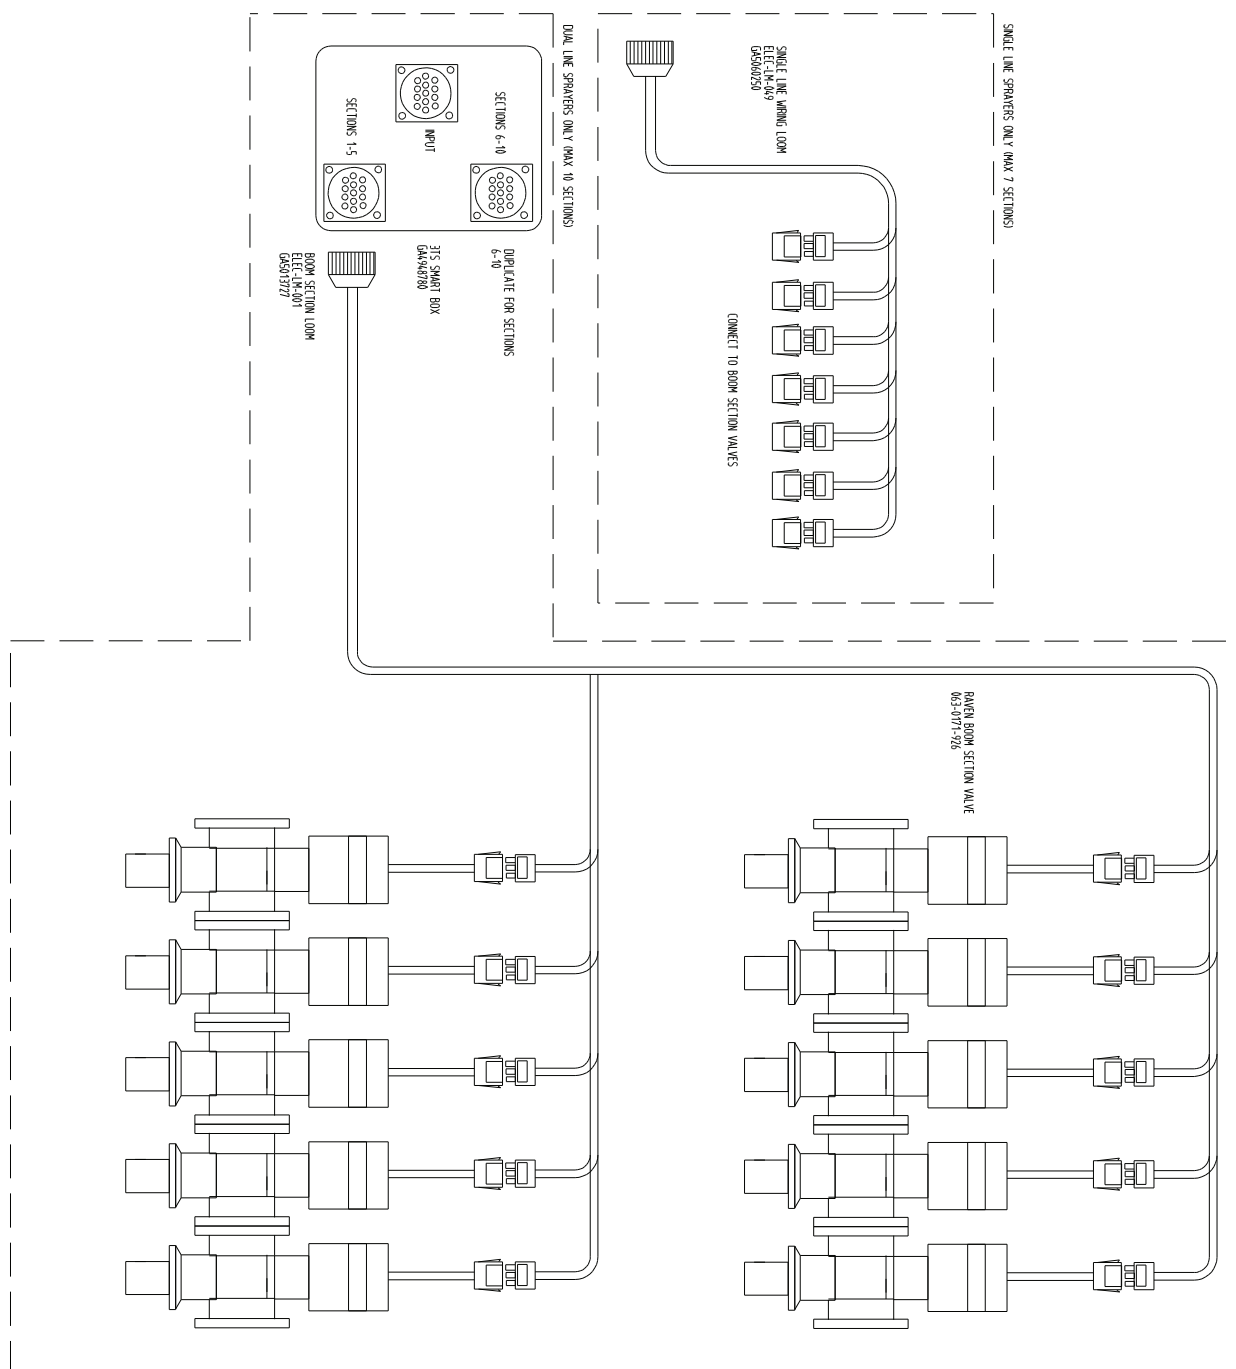 SINGLE LINE SPRAYERS ONLY (MAX 7 SECTIONS)
SINGLE LINE WIRING LOOM
ELEC-LM-049
GA5060250
CONNECT TO BOOM SECTION VALVES
DUAL LINE SPRAYERS ONLY (MAX 10 SECTIONS)
SECTIONS 6-10
INPUT
SECTIONS 1-5
DUPLICATE FOR SECTIONS
6-10
3TS SMART BOX
GA4948780
BOOM SECTION LOOM
ELEC-LM-001
GA5013727
RAVEN BOOM SECTION VALVE
063-0171-926